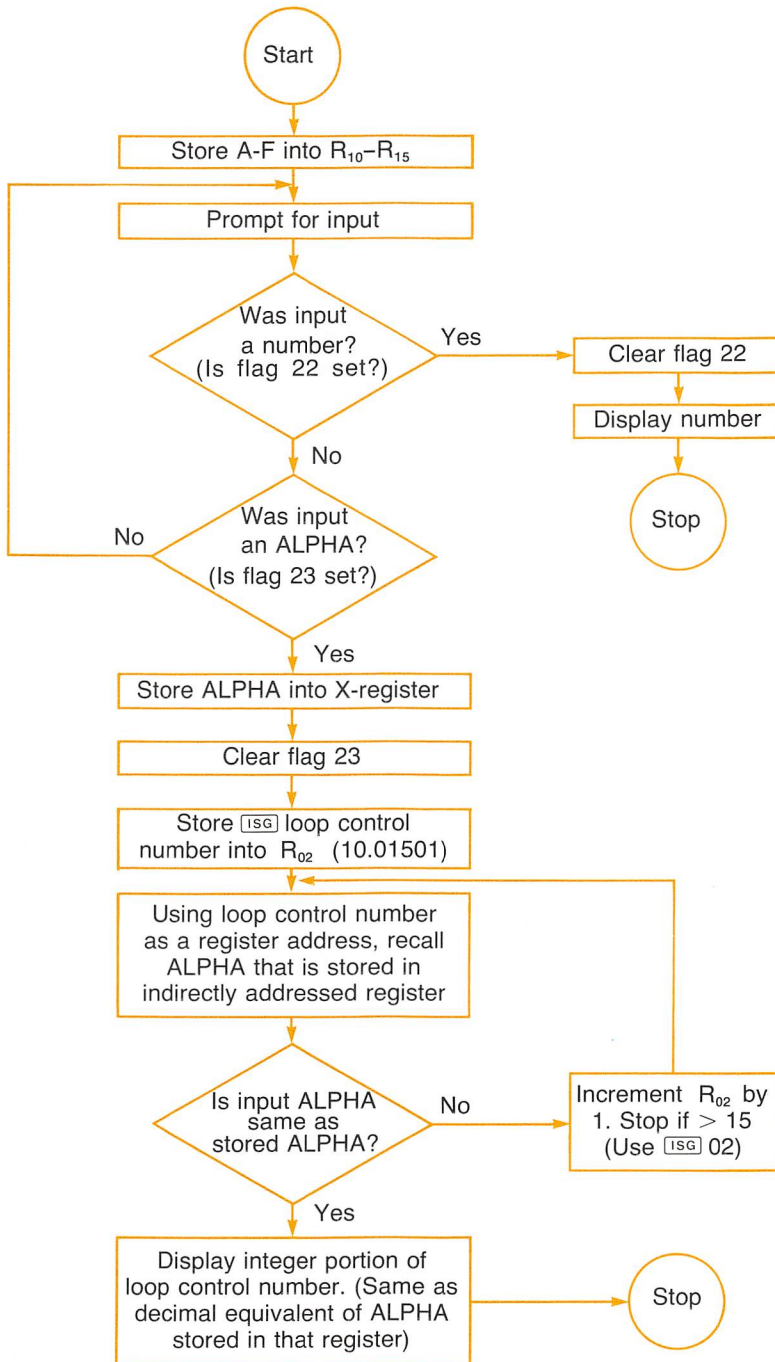 Start
Store A-F into R₁₀–R₁₅
Prompt for input
Was input
a number?
(Is flag 22 set?)
Yes
Clear flag 22
Display number
Stop
No
Was input
an ALPHA?
(Is flag 23 set?)
No
Yes
Store ALPHA into X-register
Clear flag 23
Store ISG loop control
number into R₀₂ (10.01501)
Using loop control number
as a register address, recall
ALPHA that is stored in
indirectly addressed register
Is input ALPHA
same as
stored ALPHA?
No
Increment R₀₂ by
1. Stop if > 15
(Use ISG 02)
Yes
Display integer portion of
loop control number. (Same as
decimal equivalent of ALPHA
stored in that register)
Stop